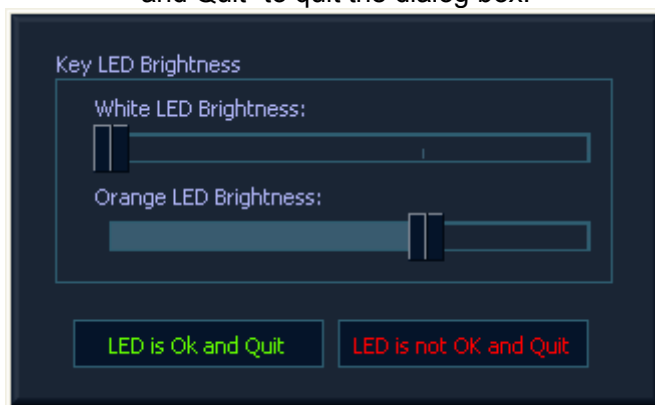 and Quit" to quit the dialog box.
Key LED Brightness
White LED Brightness:
Orange LED Brightness:
LED is Ok and Quit
LED is not OK and Quit